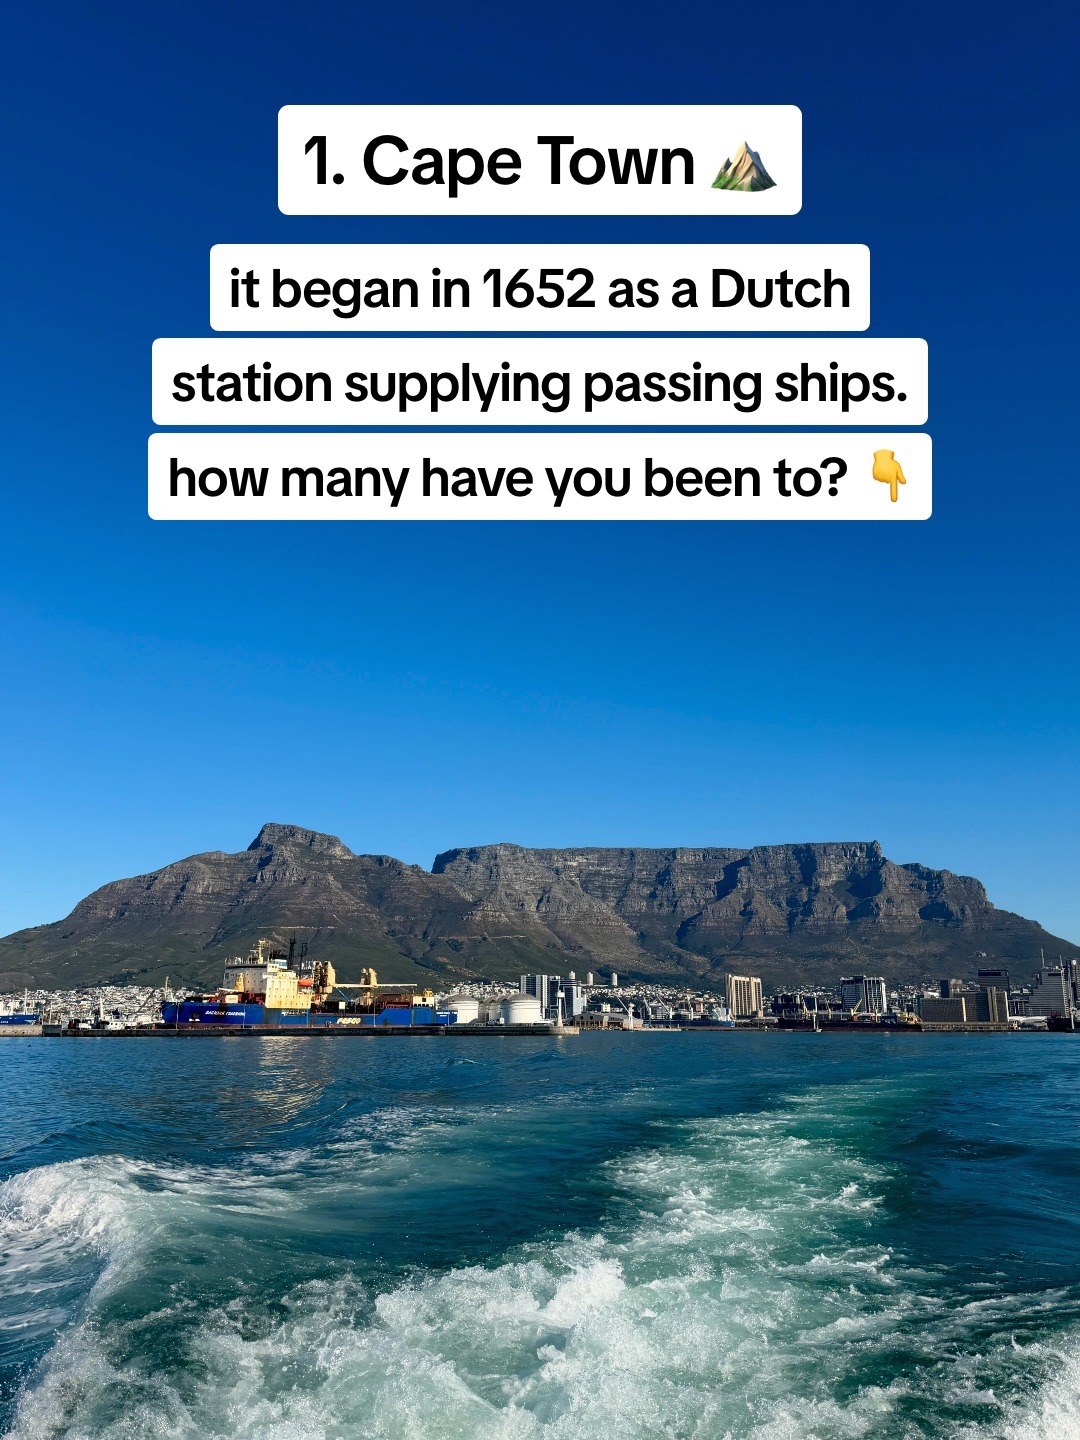 1. Cape Town ⛰️
it began in 1652 as a Dutch
station supplying passing ships.
how many have you been to? 👇
FESCO